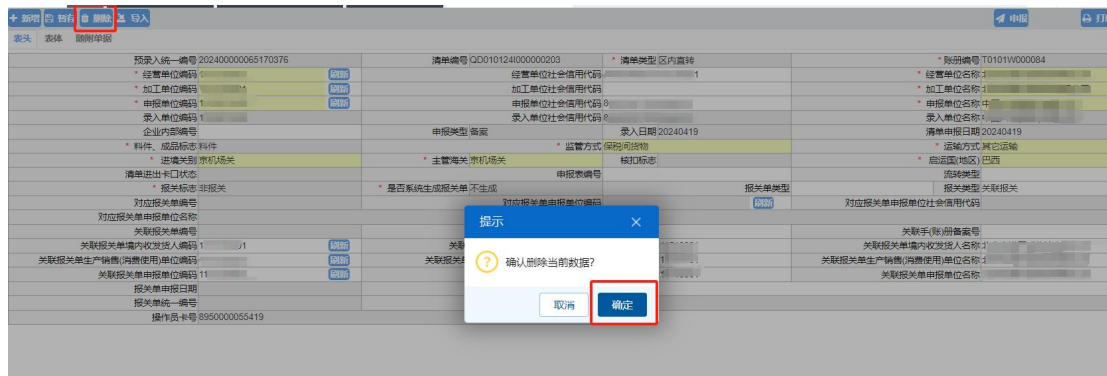 + 新增 暂存 删除 导入 申报 打
表头 表体 随附单据
预录入统一编号 202400000065170376 清单编号 QD010124I000000203 * 清单类型 区内直转 * 账册编号 T0101W000084
* 经营单位编码 刷新 经营单位社会信用代码 1 * 经营单位名称
* 加工单位编码 刷新 加工单位社会信用代码 * 加工单位名称
* 申报单位编码 1 刷新 申报单位社会信用代码 * 申报单位名称 中
录入单位编码 1 录入单位社会信用代码 录入单位名称
企业内部编号 申报类型 备案 录入日期 20240419 清单申报日期 20240419
* 料件、成品标志 料件 * 监管方式 保税间货物 * 运输方式 其它运输
* 进境关别 京机场关 * 主管海关 京机场关 核扣标志 * 启运国(地区) 巴西
清单进出卡口状态 申报表编号 流转类型
* 报关标志 非报关 * 是否系统生成报关单 不生成 报关单类型 报关类型 关联报关
对应报关单编号 对应报关单申报单位编码 刷新 对应报关单申报单位社会信用代码
对应报关单申报单位名称
提示 ×
关联报关单编号 关联手(账)册备案号
关联报关单境内收发货人编码 1 刷新 关联报关单境内收发货人名称
关联报关单生产销售(消费使用)单位编码 刷新 关联报关单生产销售(消费使用)单位名称
? 确认删除当前数据?
关联报关单申报单位编码 11 刷新 关联报关单申报单位名称
报关单申报日期
报关单统一编号
取消 确定
操作员卡号 8950000055419